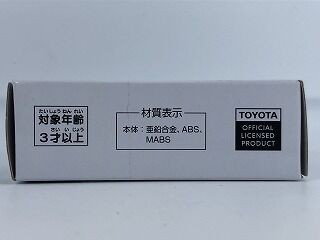 たいしょうねんれい
対象年齢
さい いじょう
3才以上
材質表示
本体：亜鉛合金、ABS、
MABS
TOYOTA
OFFICIAL
LICENSED
PRODUCT